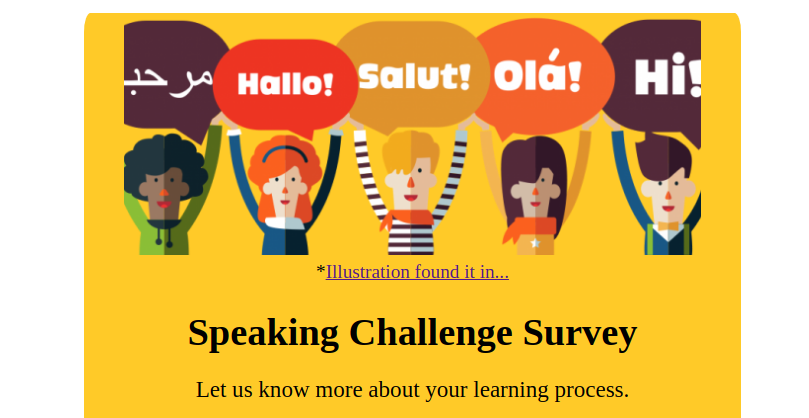 مرحب
Hallo!
Salut!
Olá!
Hi!
*Illustration found it in...
Speaking Challenge Survey
Let us know more about your learning process.